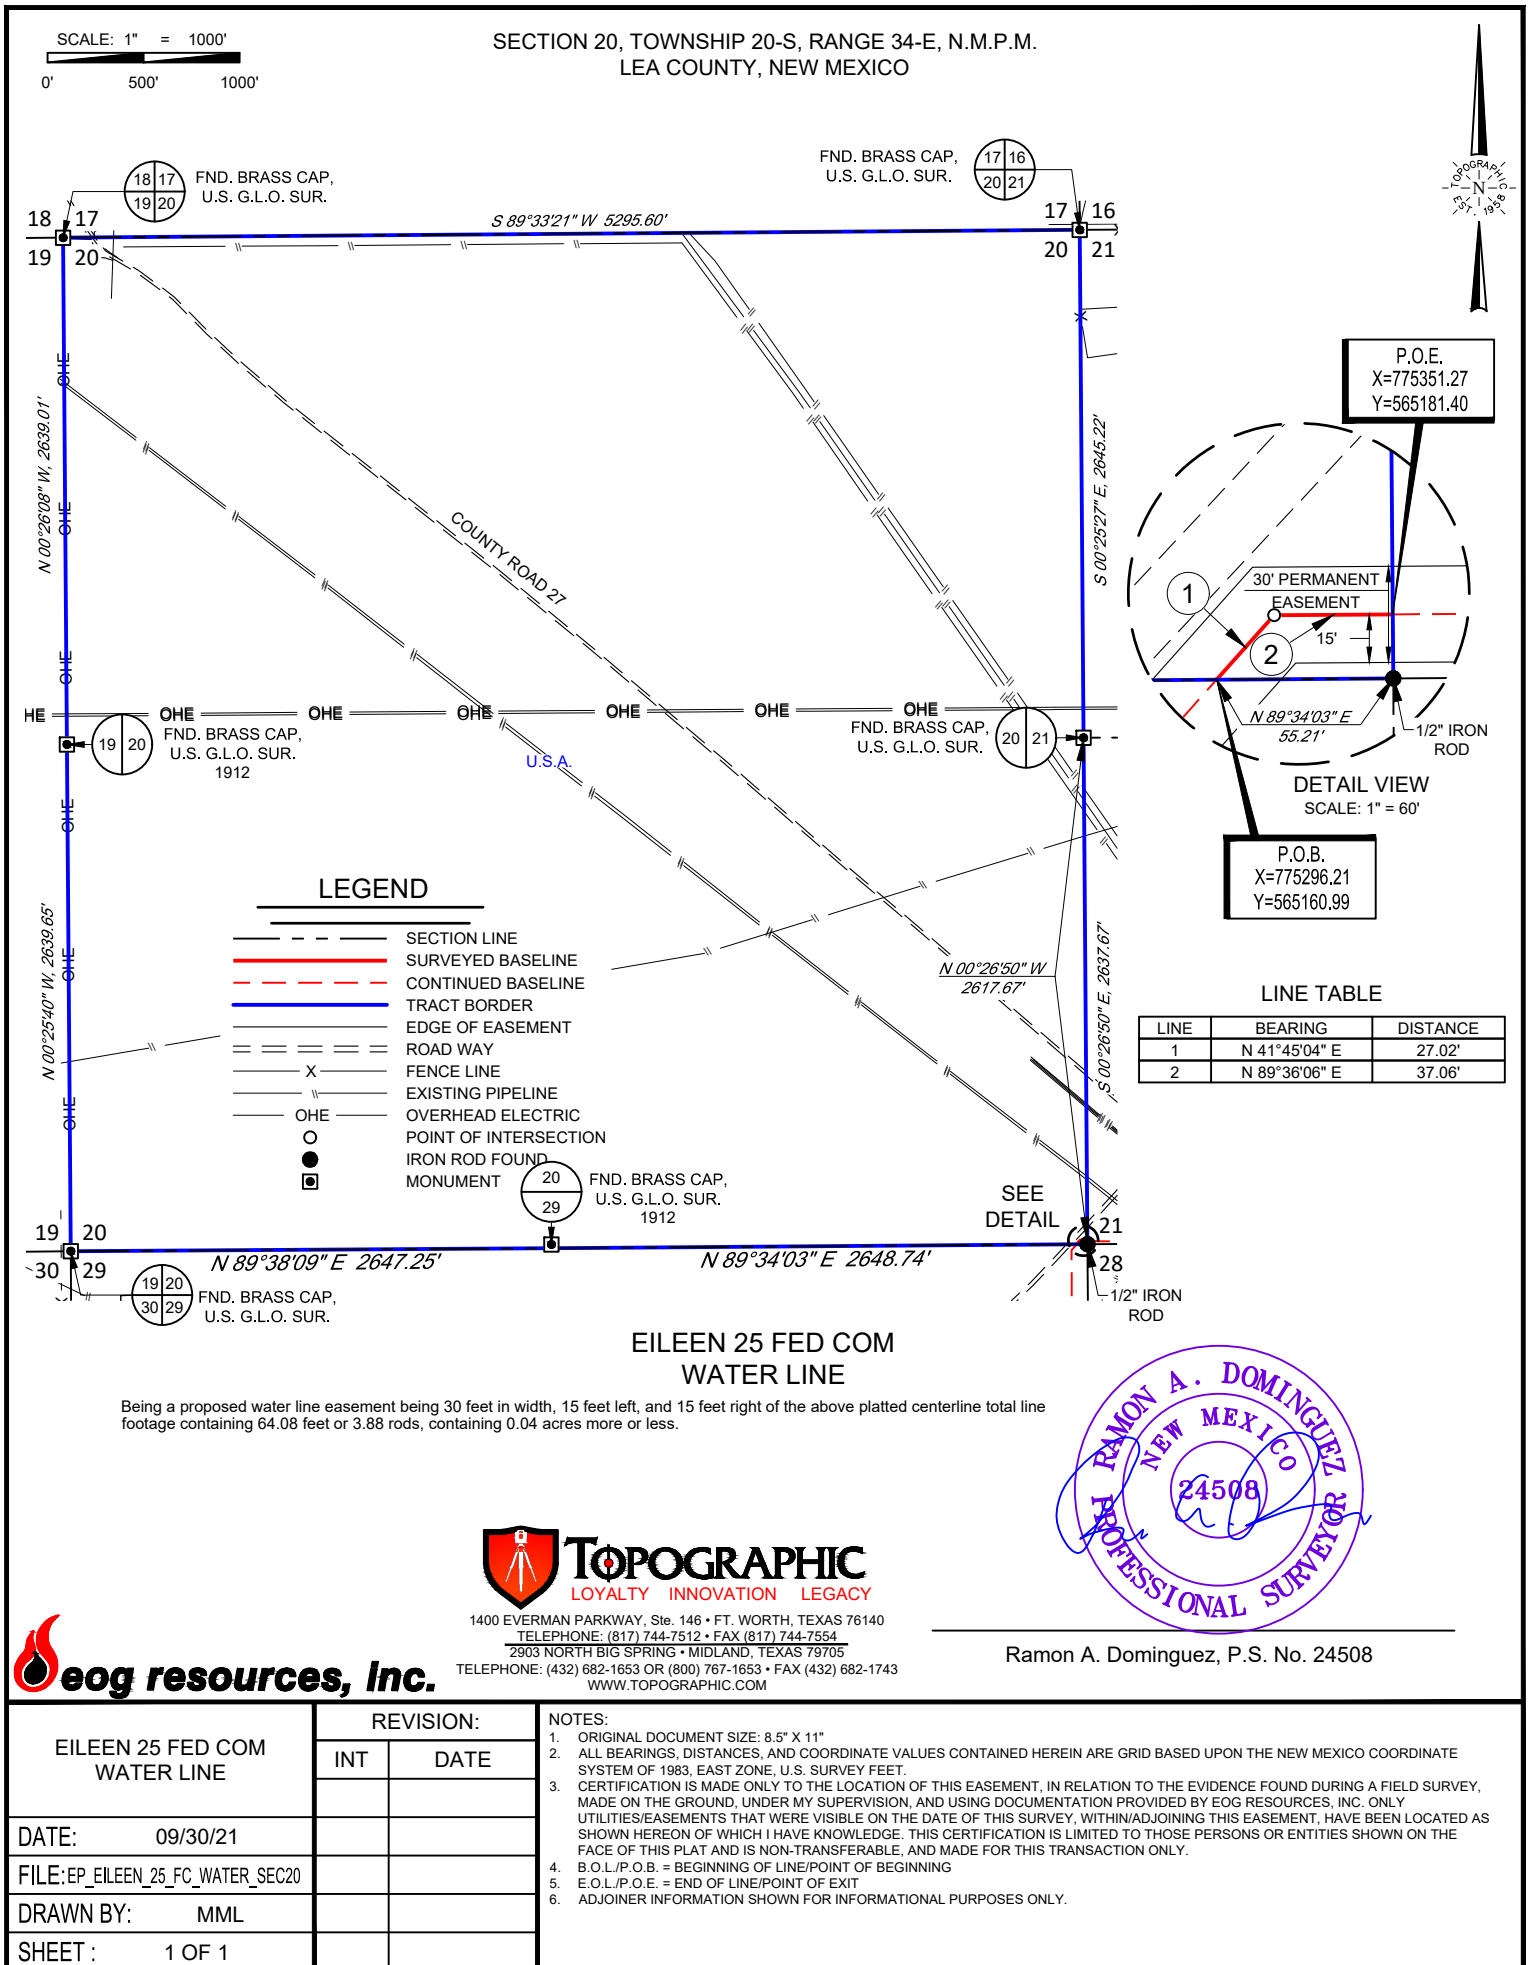 SCALE: 1" = 1000'
0' 500' 1000'
SECTION 20, TOWNSHIP 20-S, RANGE 34-E, N.M.P.M.
LEA COUNTY, NEW MEXICO
TOPOGRAPHIC
N
EST. 1958
18 17
19 20
FND. BRASS CAP,
U.S. G.L.O. SUR.
FND. BRASS CAP,
U.S. G.L.O. SUR.
17 16
20 21
18 17
19 20
S 89°33'21" W 5295.60'
17 16
20 21
OHE
N 00°26'08" W, 2639.01'
OHE
OHE
COUNTY ROAD 27
S 00°25'27" E, 2645.22'
P.O.E.
X=775351.27
Y=565181.40
1
30' PERMANENT
EASEMENT
2
15'
N 89°34'03" E
55.21'
1/2" IRON
ROD
DETAIL VIEW
SCALE: 1" = 60'
P.O.B.
X=775296.21
Y=565160.99
HE OHE OHE OHE OHE OHE OHE
19 20
FND. BRASS CAP,
U.S. G.L.O. SUR.
1912
U.S.A.
FND. BRASS CAP,
U.S. G.L.O. SUR.
20 21
OHE
OHE
OHE
N 00°25'40" W, 2639.65'
LEGEND
SECTION LINE
SURVEYED BASELINE
CONTINUED BASELINE
TRACT BORDER
EDGE OF EASEMENT
ROAD WAY
X FENCE LINE
EXISTING PIPELINE
OHE OVERHEAD ELECTRIC
POINT OF INTERSECTION
IRON ROD FOUND
MONUMENT
N 00°26'50" W
2617.67'
S 00°26'50" E, 2637.67'
LINE TABLE
LINE BEARING DISTANCE
1 N 41°45'04" E 27.02'
2 N 89°36'06" E 37.06'
20
29
FND. BRASS CAP,
U.S. G.L.O. SUR.
1912
SEE
DETAIL
19 20
30 29
21
28
N 89°38'09" E 2647.25'
N 89°34'03" E 2648.74'
19 20
30 29
FND. BRASS CAP,
U.S. G.L.O. SUR.
1/2" IRON
ROD
EILEEN 25 FED COM
WATER LINE
Being a proposed water line easement being 30 feet in width, 15 feet left, and 15 feet right of the above platted centerline total line
footage containing 64.08 feet or 3.88 rods, containing 0.04 acres more or less.
RAMON A. DOMINGUEZ
NEW MEXICO
24508
PROFESSIONAL SURVEYOR
Ramon A. Dominguez, P.S. No. 24508
TOPOGRAPHIC
LOYALTY INNOVATION LEGACY
1400 EVERMAN PARKWAY, Ste. 146 • FT. WORTH, TEXAS 76140
TELEPHONE: (817) 744-7512 • FAX (817) 744-7554
2903 NORTH BIG SPRING • MIDLAND, TEXAS 79705
TELEPHONE: (432) 682-1653 OR (800) 767-1653 • FAX (432) 682-1743
WWW.TOPOGRAPHIC.COM
eog resources, inc.
EILEEN 25 FED COM
WATER LINE
REVISION:
INT DATE
DATE: 09/30/21
FILE: EP_EILEEN_25_FC_WATER_SEC20
DRAWN BY: MML
SHEET : 1 OF 1
NOTES:
1. ORIGINAL DOCUMENT SIZE: 8.5" X 11"
2. ALL BEARINGS, DISTANCES, AND COORDINATE VALUES CONTAINED HEREIN ARE GRID BASED UPON THE NEW MEXICO COORDINATE
SYSTEM OF 1983, EAST ZONE, U.S. SURVEY FEET.
3. CERTIFICATION IS MADE ONLY TO THE LOCATION OF THIS EASEMENT, IN RELATION TO THE EVIDENCE FOUND DURING A FIELD SURVEY,
MADE ON THE GROUND, UNDER MY SUPERVISION, AND USING DOCUMENTATION PROVIDED BY EOG RESOURCES, INC. ONLY
UTILITIES/EASEMENTS THAT WERE VISIBLE ON THE DATE OF THIS SURVEY, WITHIN/ADJOINING THIS EASEMENT, HAVE BEEN LOCATED AS
SHOWN HEREON OF WHICH I HAVE KNOWLEDGE. THIS CERTIFICATION IS LIMITED TO THOSE PERSONS OR ENTITIES SHOWN ON THE
FACE OF THIS PLAT AND IS NON-TRANSFERABLE, AND MADE FOR THIS TRANSACTION ONLY.
4. B.O.L./P.O.B. = BEGINNING OF LINE/POINT OF BEGINNING
5. E.O.L./P.O.E. = END OF LINE/POINT OF EXIT
6. ADJOINER INFORMATION SHOWN FOR INFORMATIONAL PURPOSES ONLY.